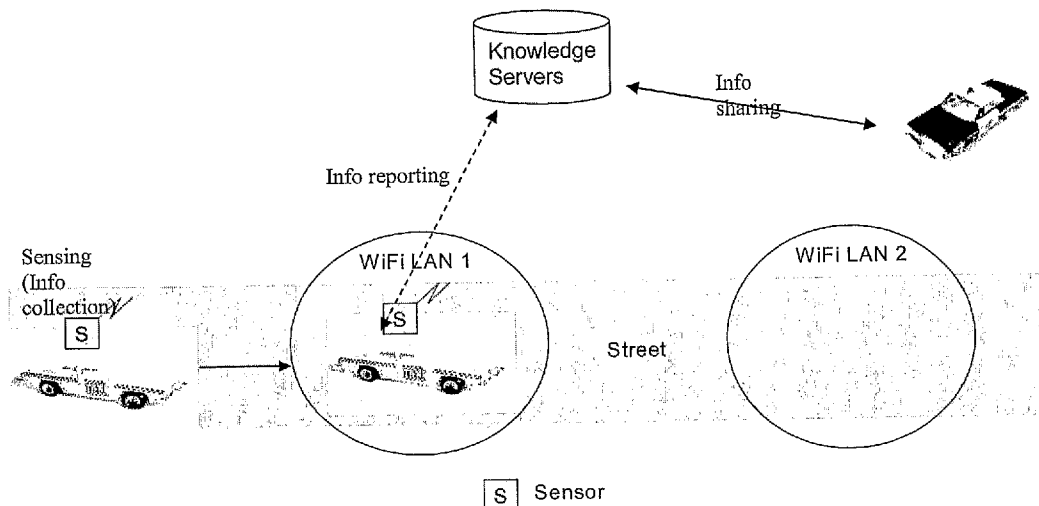 Knowledge
Servers
Info
sharing
Info reporting
Sensing
(Info
collection)
S
WiFi LAN 1
S
Street
WiFi LAN 2
S Sensor